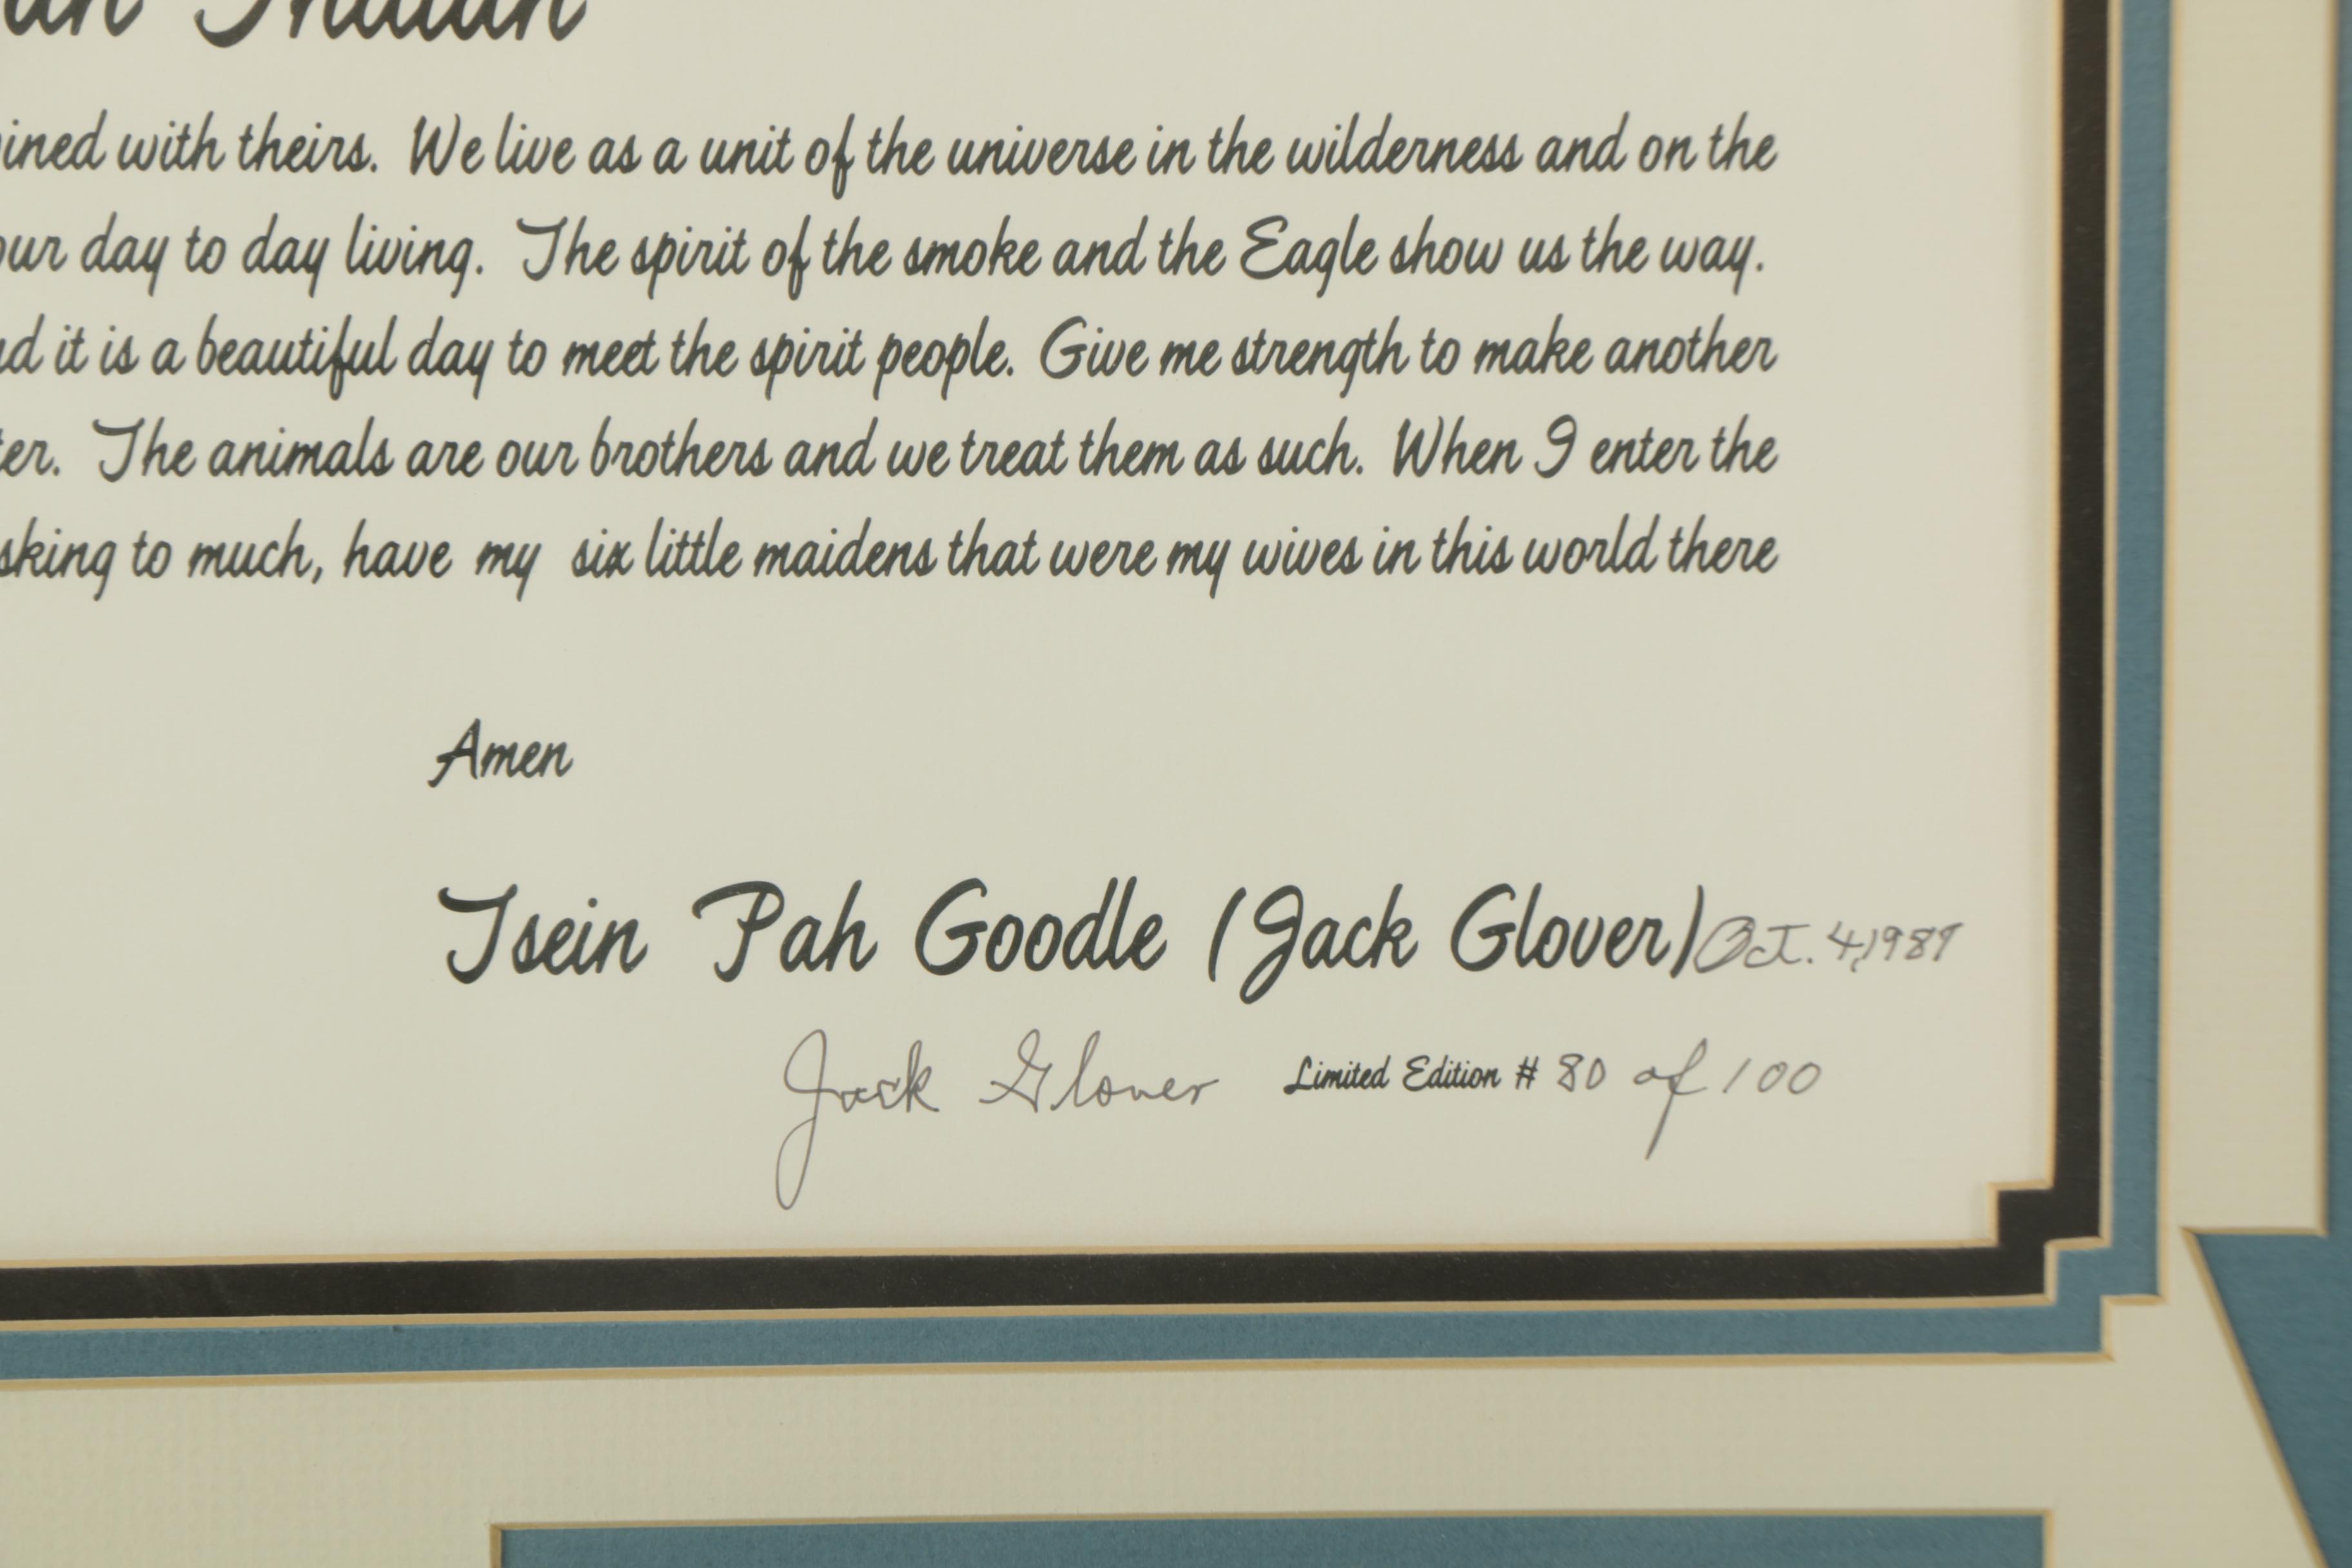 an Indian
ined with theirs. We live as a unit of the universe in the wilderness and on the
our day to day living. The spirit of the smoke and the Eagle show us the way.
d it is a beautiful day to meet the spirit people. Give me strength to make another
ter. The animals are our brothers and we treat them as such. When I enter the
sking to much, have my six little maidens that were my wives in this world there
Amen
Tsein Pah Goodle (Jack Glover) Oct. 4, 1989
Jack Glover Limited Edition # 80 of 100